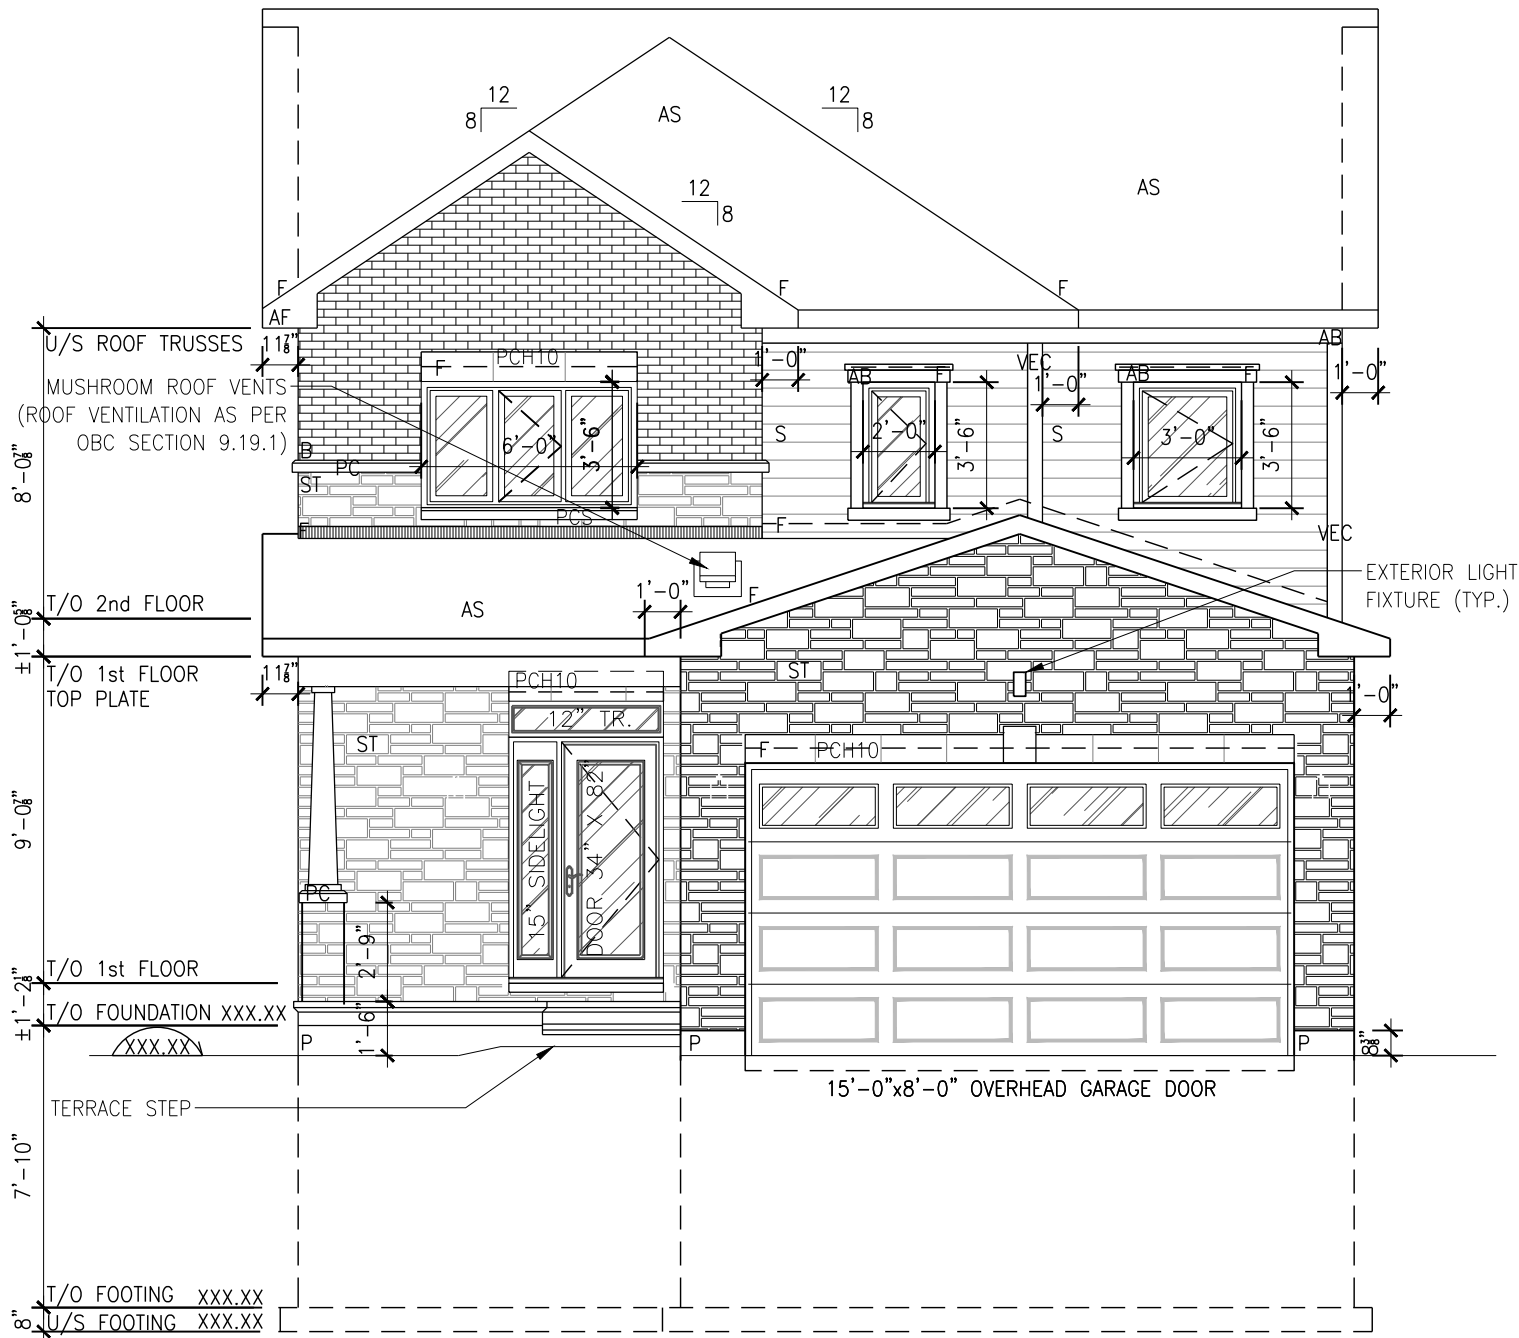 12
8
12
8
AS
12
8
AS
F
F
F
AF
U/S ROOF TRUSSES
11 7/8"
MUSHROOM ROOF VENTS
(ROOF VENTILATION AS PER
OBC SECTION 9.19.1)
8'-0 7/8"
PCH10
F
6'-0"
3'-6"
B
PC
ST
PCS
F
1'-0"
S
F
AB
F
2'-0"
3'-6"
VEC
1'-0"
S
AB
F
3'-0"
3'-6"
AB
1'-0"
VEC
EXTERIOR LIGHT
FIXTURE (TYP.)
T/O 2nd FLOOR
±1'-0 5/8"
AS
1'-0"
F
T/O 1st FLOOR
TOP PLATE
11 7/8"
PCH10
12" TR.
ST
ST
1'-0"
F
PCH10
15" SIDELIGHT
DOOR 34" X 82"
9'-0 7/8"
PC
2'-9"
T/O 1st FLOOR
±1'-2 1/8"
T/O FOUNDATION XXX.XX
XXX.XX
P
1'-6"
P
P
8 3/8"
15'-0"x8'-0" OVERHEAD GARAGE DOOR
TERRACE STEP
7'-10"
T/O FOOTING XXX.XX
U/S FOOTING XXX.XX
8"